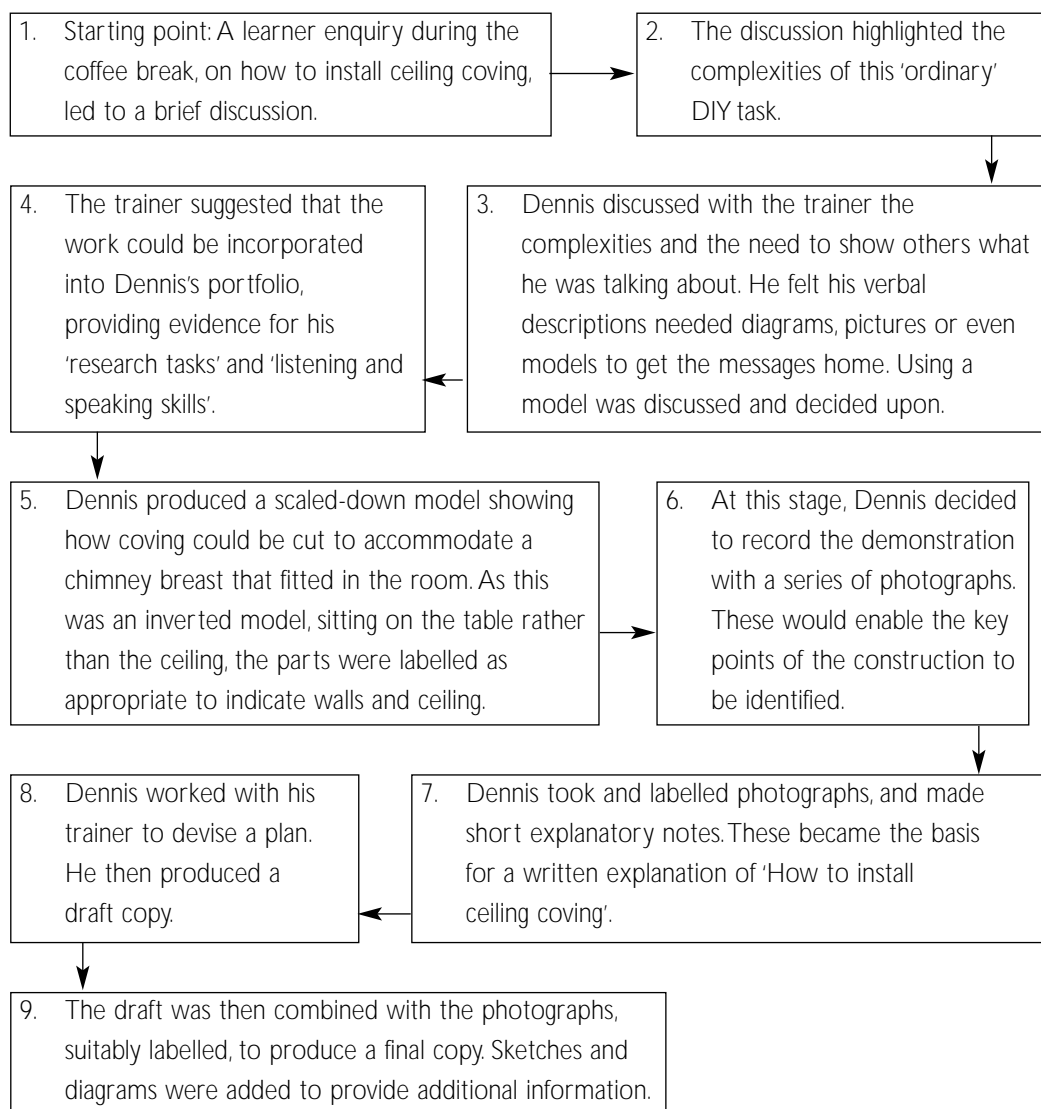 1. Starting point: A learner enquiry during the
coffee break, on how to install ceiling coving,
led to a brief discussion.
2. The discussion highlighted the
complexities of this ‘ordinary’
DIY task.
3. Dennis discussed with the trainer the
complexities and the need to show others what
he was talking about. He felt his verbal
descriptions needed diagrams, pictures or even
models to get the messages home. Using a
model was discussed and decided upon.
4. The trainer suggested that the
work could be incorporated
into Dennis’s portfolio,
providing evidence for his
‘research tasks’ and ‘listening and
speaking skills’.
5. Dennis produced a scaled-down model showing
how coving could be cut to accommodate a
chimney breast that fitted in the room. As this
was an inverted model, sitting on the table rather
than the ceiling, the parts were labelled as
appropriate to indicate walls and ceiling.
6. At this stage, Dennis decided
to record the demonstration
with a series of photographs.
These would enable the key
points of the construction to
be identified.
7. Dennis took and labelled photographs, and made
short explanatory notes. These became the basis
for a written explanation of ‘How to install
ceiling coving’.
8. Dennis worked with his
trainer to devise a plan.
He then produced a
draft copy.
9. The draft was then combined with the photographs,
suitably labelled, to produce a final copy. Sketches and
diagrams were added to provide additional information.